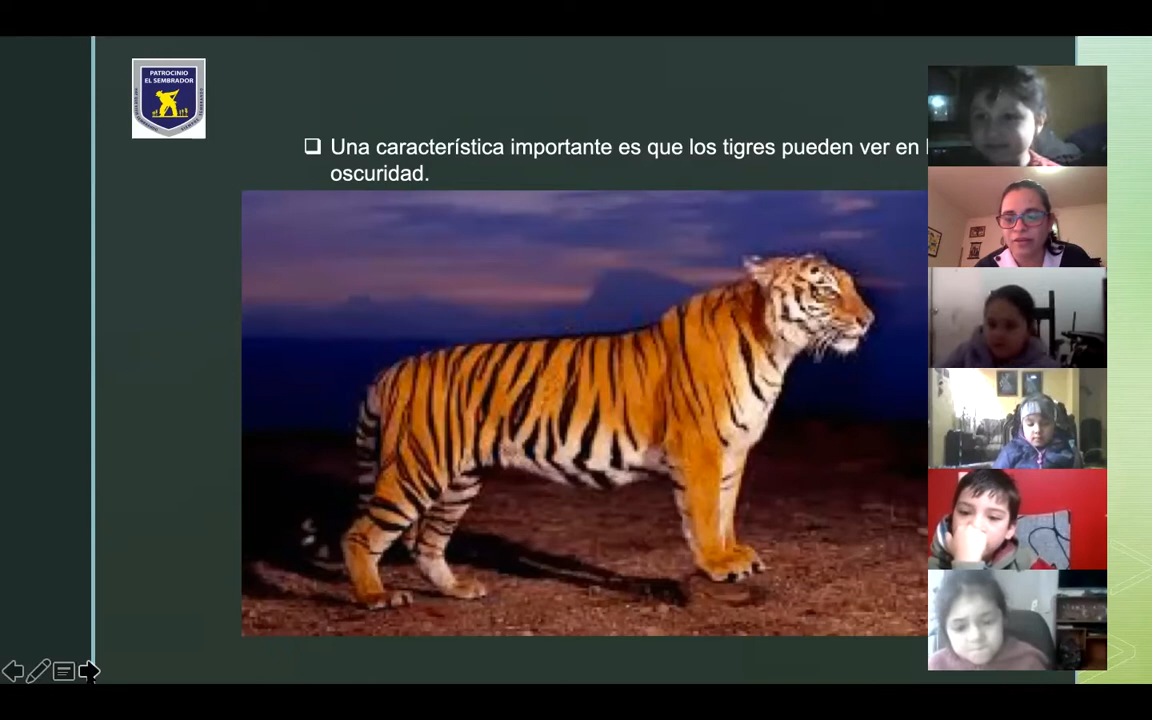 PATROCINIO
EL SEMBRADOR
❑ Una característica importante es que los tigres pueden ver en
oscuridad.